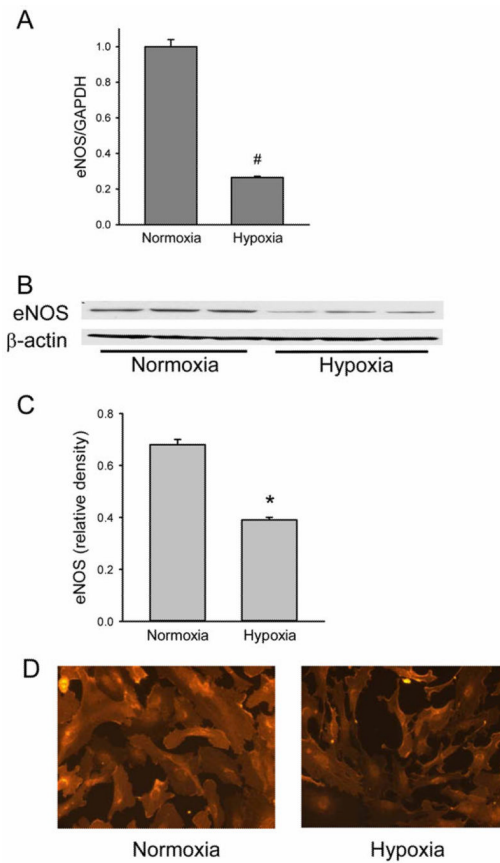 A
eNOS/GAPDH
1.0
0.8
0.6
0.4
0.2
0.0
#
Normoxia Hypoxia
B
eNOS
β-actin
Normoxia Hypoxia
C
eNOS (relative density)
0.8
0.6
0.4
0.2
0.0
*
Normoxia Hypoxia
D
Normoxia Hypoxia